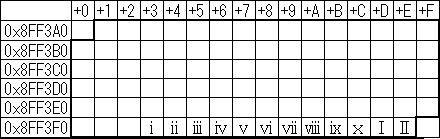 +0 +1 +2 +3 +4 +5 +6 +7 +8 +9 +A +B +C +D +E +F
0x8FF3A0
0x8FF3B0
0x8FF3C0
0x8FF3D0
0x8FF3E0
0x8FF3F0 ⅰ ⅱ ⅲ ⅳ ⅴ ⅵ ⅶ ⅷ ⅸ ⅹ Ⅰ Ⅱ